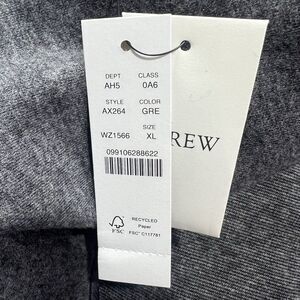 DEPT CLASS
AH5 0A6
STYLE COLOR
AX264 GRE
SIZE
WZ1566 XL
099106288622
REW
RECYCLED
Paper
FSC FSC® C117781